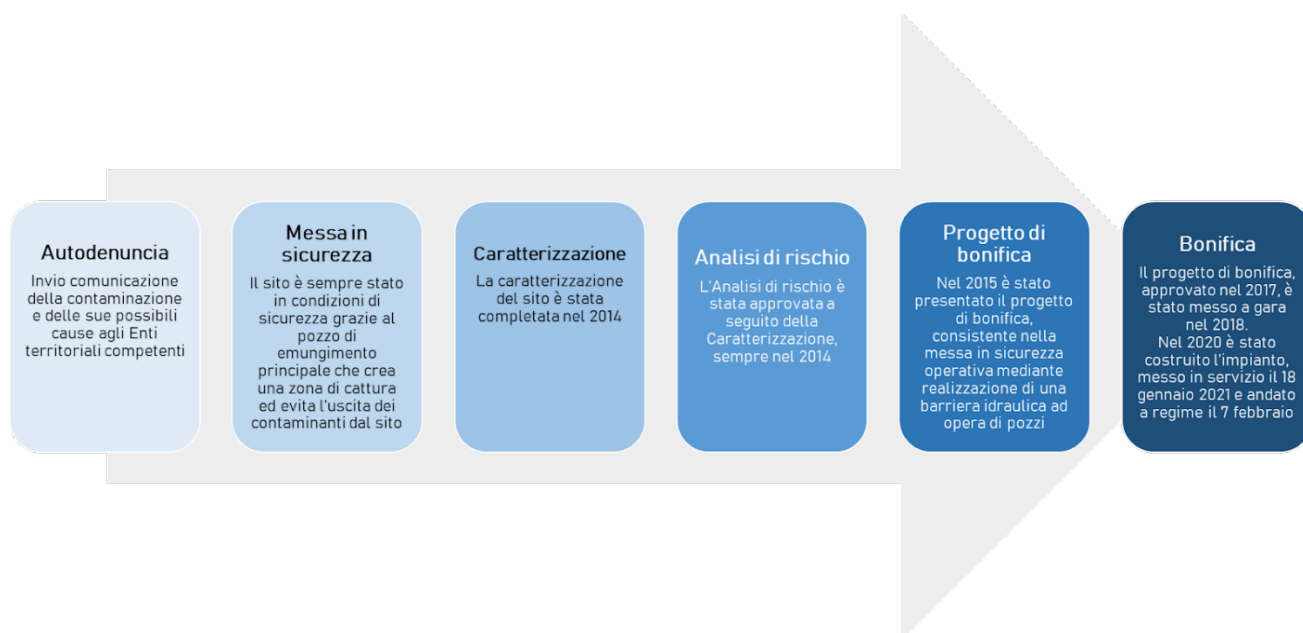 Autodenuncia
Invio comunicazione
della contaminazione
e delle sue possibili
cause agli Enti
territoriali competenti
Messa in
sicurezza
Il sito è sempre stato
in condizioni di
sicurezza grazie al
pozzo di
emungimento
principale che crea
una zona di cattura
ed evita l'uscita dei
contaminanti dal sito
Caratterizzazione
La caratterizzazione
del sito è stata
completata nel 2014
Analisi di rischio
L'Analisi di rischio è
stata approvata a
seguito della
Caratterizzazione,
sempre nel 2014
Progetto di
bonifica
Nel 2015 è stato
presentato il progetto
di bonifica,
consistente nella
messa in sicurezza
operativa mediante
realizzazione di una
barriera idraulica ad
opera di pozzi
Bonifica
Il progetto di bonifica,
approvato nel 2017, è
stato messo a gara
nel 2018.
Nel 2020 è stato
costruito l'impianto,
messo in servizio il 18
gennaio 2021 e andato
a regime il 7 febbraio